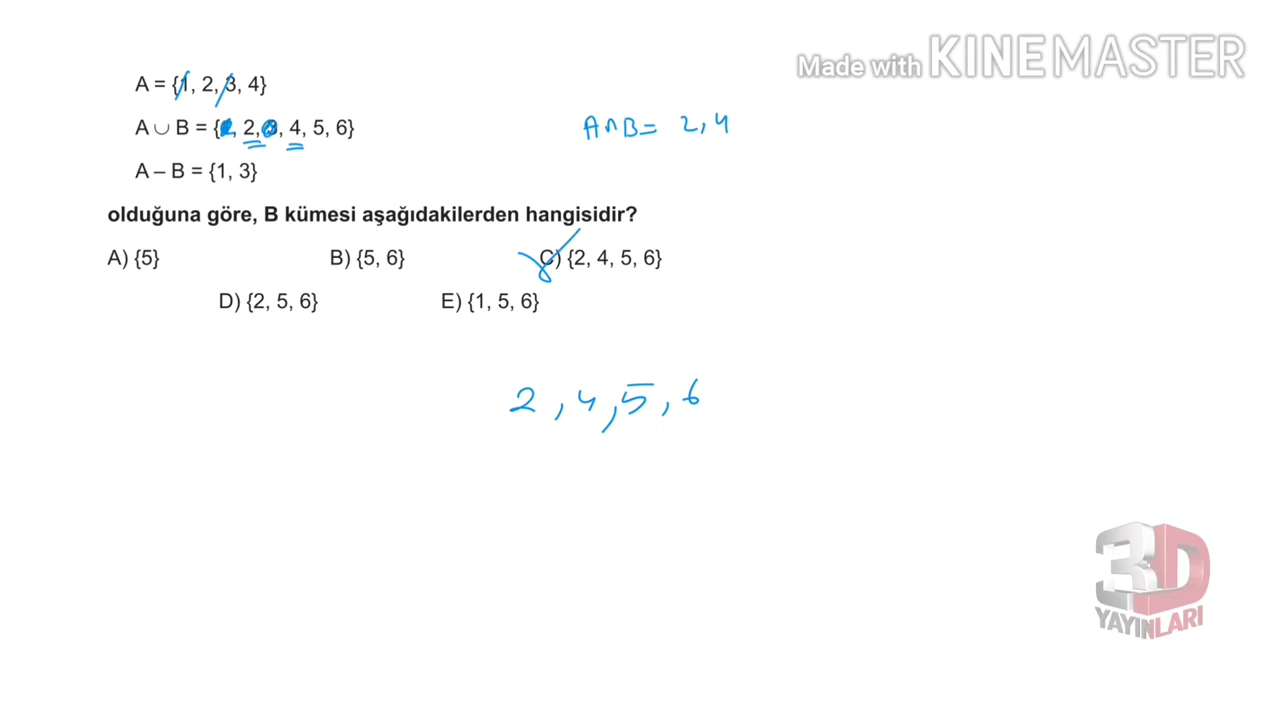 Made with KINEMASTER
A = {1, 2, 3, 4}
A ∪ B = {1, 2, 3, 4, 5, 6}
A∩B = 2, 4
A – B = {1, 3}
olduğuna göre, B kümesi aşağıdakilerden hangisidir?
A) {5} B) {5, 6} C) {2, 4, 5, 6}
D) {2, 5, 6} E) {1, 5, 6}
2, 4, 5, 6
3D
YAYINLARI